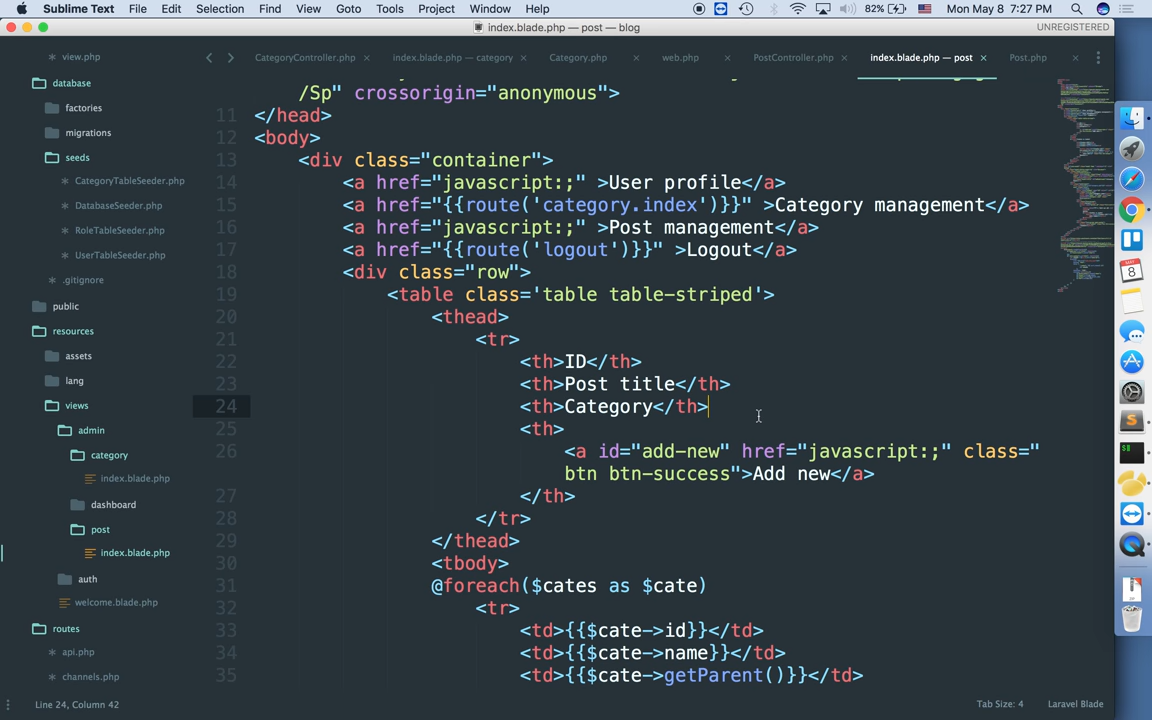 Sublime Text File Edit Selection Find View Goto Tools Project Window Help 82% Mon May 8 7:27 PM
index.blade.php — post — blog UNREGISTERED
CategoryController.php index.blade.php — category Category.php web.php PostController.php index.blade.php — post Post.php
view.php
database
factories
migrations
seeds
CategoryTableSeeder.php
DatabaseSeeder.php
RoleTableSeeder.php
UserTableSeeder.php
.gitignore
public
resources
assets
lang
views
admin
category
index.blade.php
dashboard
post
index.blade.php
auth
welcome.blade.php
routes
api.php
channels.php
/Sp" crossorigin="anonymous">
11 </head>
12 <body>
13 <div class="container">
14 <a href="javascript:;" >User profile</a>
15 <a href="{{route('category.index')}}" >Category management</a>
16 <a href="javascript:;" >Post management</a>
17 <a href="{{route('logout')}}" >Logout</a>
18 <div class="row">
19 <table class='table table-striped'>
20 <thead>
21 <tr>
22 <th>ID</th>
23 <th>Post title</th>
24 <th>Category</th>
25 <th>
26 <a id="add-new" href="javascript:;" class="
btn btn-success">Add new</a>
27 </th>
28 </tr>
29 </thead>
30 <tbody>
31 @foreach($cates as $cate)
32 <tr>
33 <td>{{$cate->id}}</td>
34 <td>{{$cate->name}}</td>
35 <td>{{$cate->getParent()}}</td>
Line 24, Column 42 Tab Size: 4 Laravel Blade
MAY
8